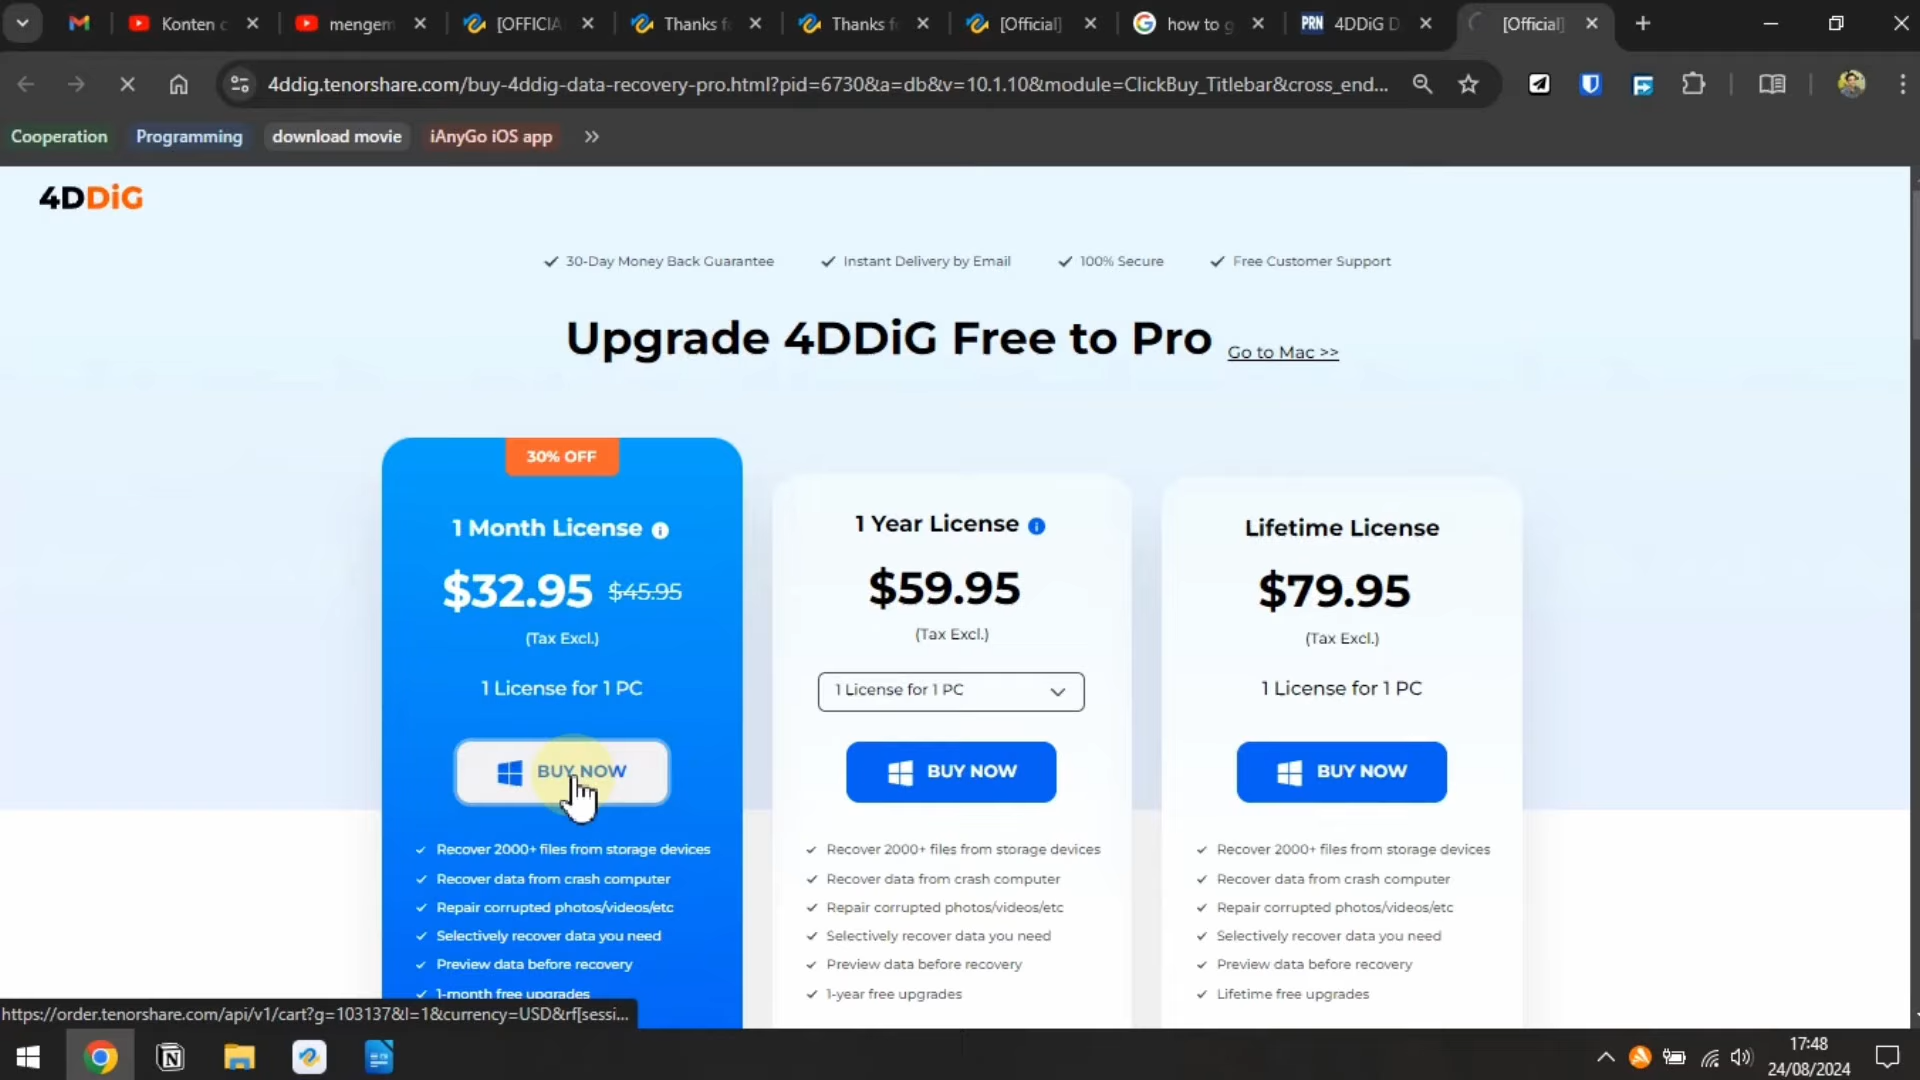 Konten c
mengem
[OFFICIA
Thanks f
Thanks f
[Official]
how to g
PRN
4DDiG D
[Official]
4ddig.tenorshare.com/buy-4ddig-data-recovery-pro.html?pid=6730&a=db&v=10.1.10&module=ClickBuy_Titlebar&cross_end...
Cooperation
Programming
download movie
iAnyGo iOS app
4DDiG
30-Day Money Back Guarantee
Instant Delivery by Email
100% Secure
Free Customer Support
Upgrade 4DDiG Free to Pro
Go to Mac >>
30% OFF
1 Month License
$32.95 $45.95
(Tax Excl.)
1 License for 1 PC
BUY NOW
Recover 2000+ files from storage devices
Recover data from crash computer
Repair corrupted photos/videos/etc
Selectively recover data you need
Preview data before recovery
1-month free upgrades
1 Year License
$59.95
(Tax Excl.)
1 License for 1 PC
BUY NOW
Recover 2000+ files from storage devices
Recover data from crash computer
Repair corrupted photos/videos/etc
Selectively recover data you need
Preview data before recovery
1-year free upgrades
Lifetime License
$79.95
(Tax Excl.)
1 License for 1 PC
BUY NOW
Recover 2000+ files from storage devices
Recover data from crash computer
Repair corrupted photos/videos/etc
Selectively recover data you need
Preview data before recovery
Lifetime free upgrades
https://order.tenorshare.com/api/v1/cart?g=103137&l=1&currency=USD&rf[sessi...
17:48
24/08/2024